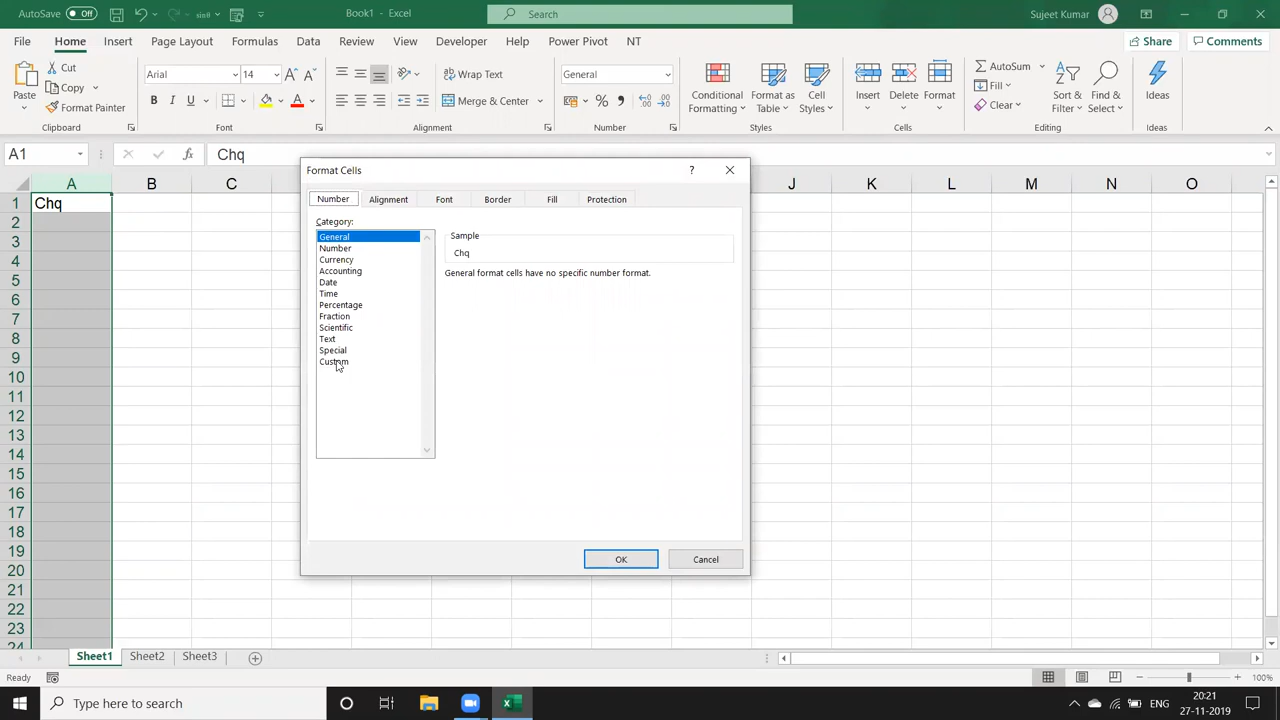 AutoSave Off
Book1 - Excel
Search
Sujeet Kumar
File Home Insert Page Layout Formulas Data Review View Developer Help Power Pivot NT
Share Comments
Paste
Cut
Copy
Format Painter
Clipboard
Arial 14
B I U
Font
Wrap Text
Merge & Center
Alignment
General
Number
Conditional Formatting
Format as Table
Cell Styles
Styles
Insert Delete Format
Cells
AutoSum
Fill
Clear
Sort & Filter
Find & Select
Editing
Ideas
Ideas
A1 fx Chq
A B C J K L M N O
1 Chq
2
3
4
5
6
7
8
9
10
11
12
13
14
15
16
17
18
19
20
21
22
23
24
Format Cells ?
Number Alignment Font Border Fill Protection
Category:
General
Number
Currency
Accounting
Date
Time
Percentage
Fraction
Scientific
Text
Special
Custom
Sample
Chq
General format cells have no specific number format.
OK Cancel
Sheet1 Sheet2 Sheet3
Ready
100%
Type here to search
ENG
20:21
27-11-2019